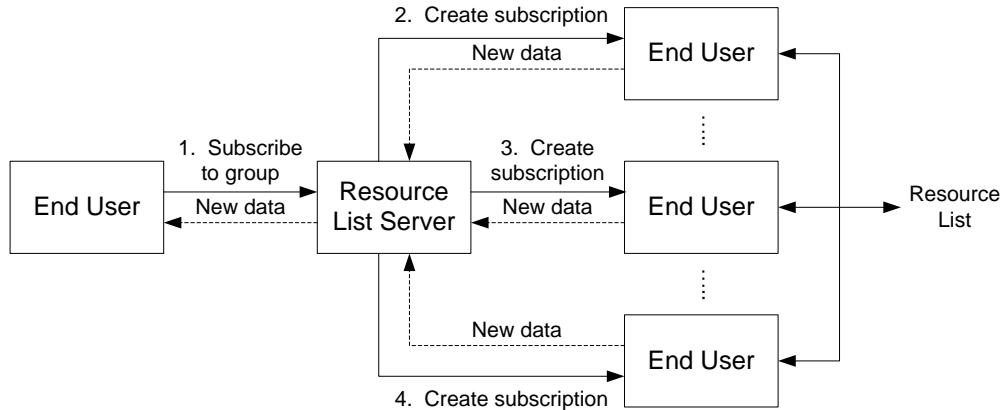 2. Create subscription
New data
End User
1. Subscribe
to group
End User
New data
Resource
List Server
3. Create
subscription
New data
End User
Resource
List
New data
End User
4. Create subscription